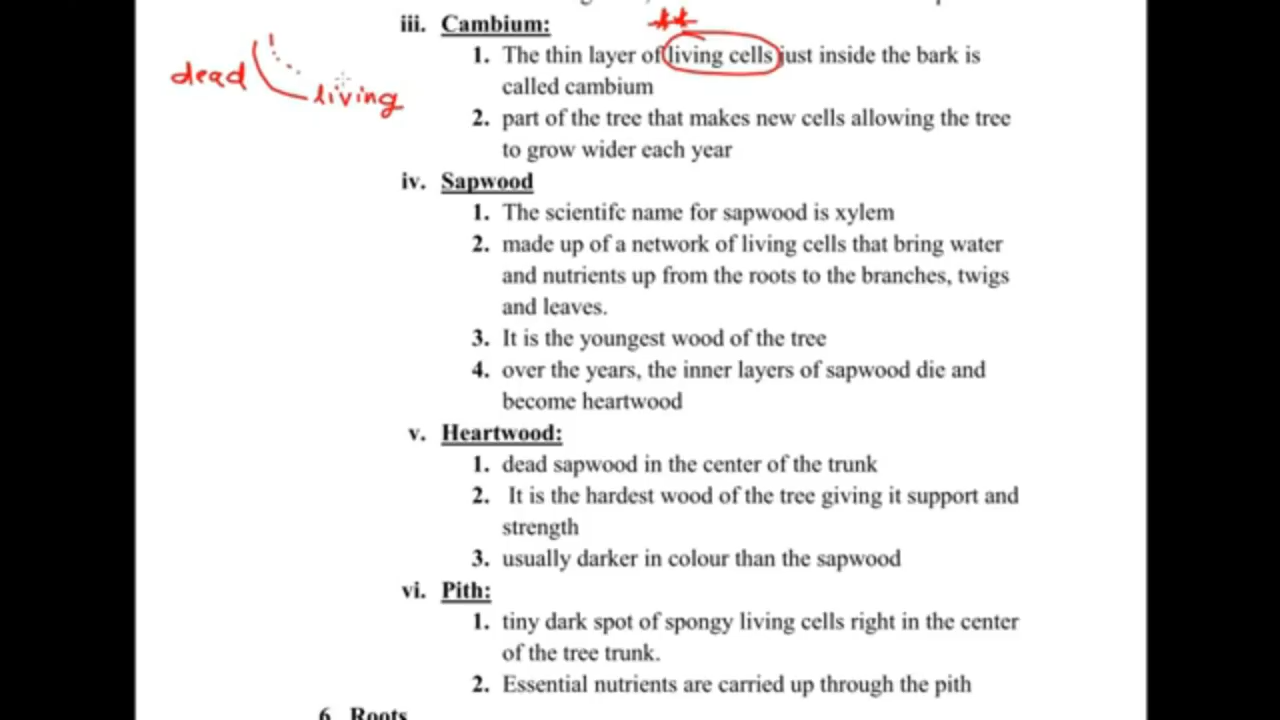 iii. Cambium:
1. The thin layer of living cells just inside the bark is
called cambium
dead
living
2. part of the tree that makes new cells allowing the tree
to grow wider each year
iv. Sapwood
1. The scientifc name for sapwood is xylem
2. made up of a network of living cells that bring water
and nutrients up from the roots to the branches, twigs
and leaves.
3. It is the youngest wood of the tree
4. over the years, the inner layers of sapwood die and
become heartwood
v. Heartwood:
1. dead sapwood in the center of the trunk
2. It is the hardest wood of the tree giving it support and
strength
3. usually darker in colour than the sapwood
vi. Pith:
1. tiny dark spot of spongy living cells right in the center
of the tree trunk.
2. Essential nutrients are carried up through the pith
6. Roots